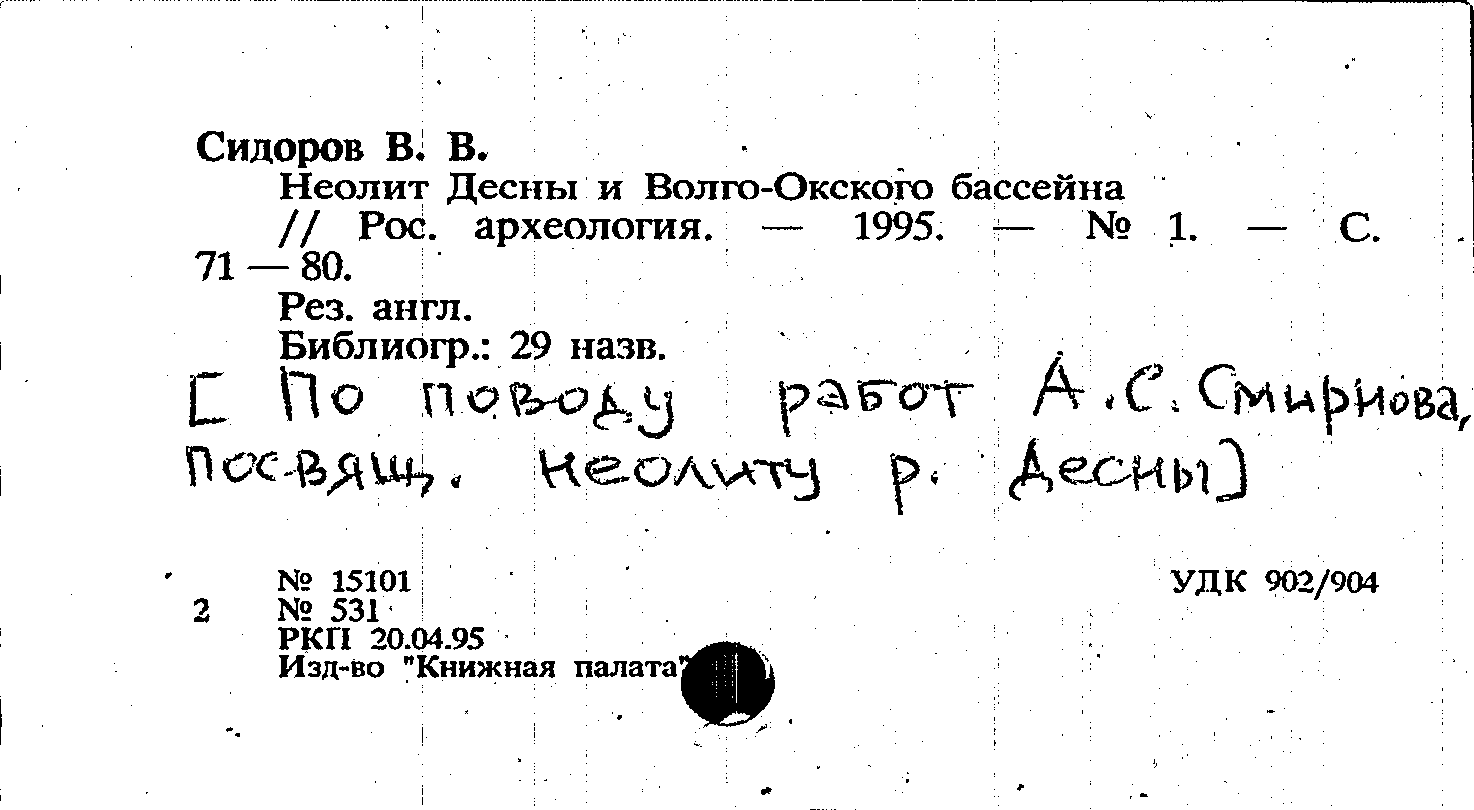 Сидоров В. В.
Неолит Десны и Волго-Окского бассейна
// Рос. археология. — 1995. — № 1. — С.
71 — 80.
Рез. англ.
Библиогр.: 29 назв.
[ По поводу работ А.С. Смирнова,
посвящ. неолиту р. Десны]
№ 15101 УДК 902/904
2 № 531
РКП 20.04.95
Изд-во "Книжная палата"